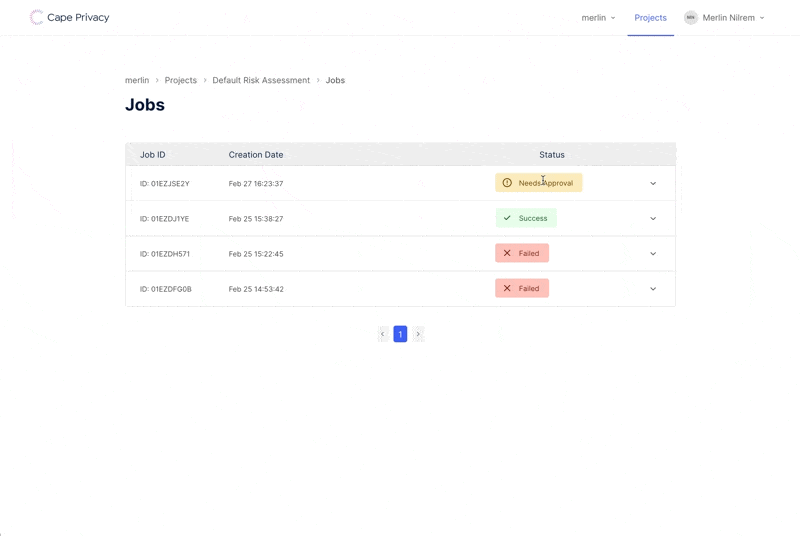 Cape Privacy
merlin
Projects
MN
Merlin Nilrem
merlin > Projects > Default Risk Assessment > Jobs
Jobs
Job ID Creation Date Status
ID: 01EZJSE2Y Feb 27 16:23:37 Needs Approval
ID: 01EZDJ1YE Feb 25 15:38:27 Success
ID: 01EZDH571 Feb 25 15:22:45 Failed
ID: 01EZDFG0B Feb 25 14:53:42 Failed
< 1 >